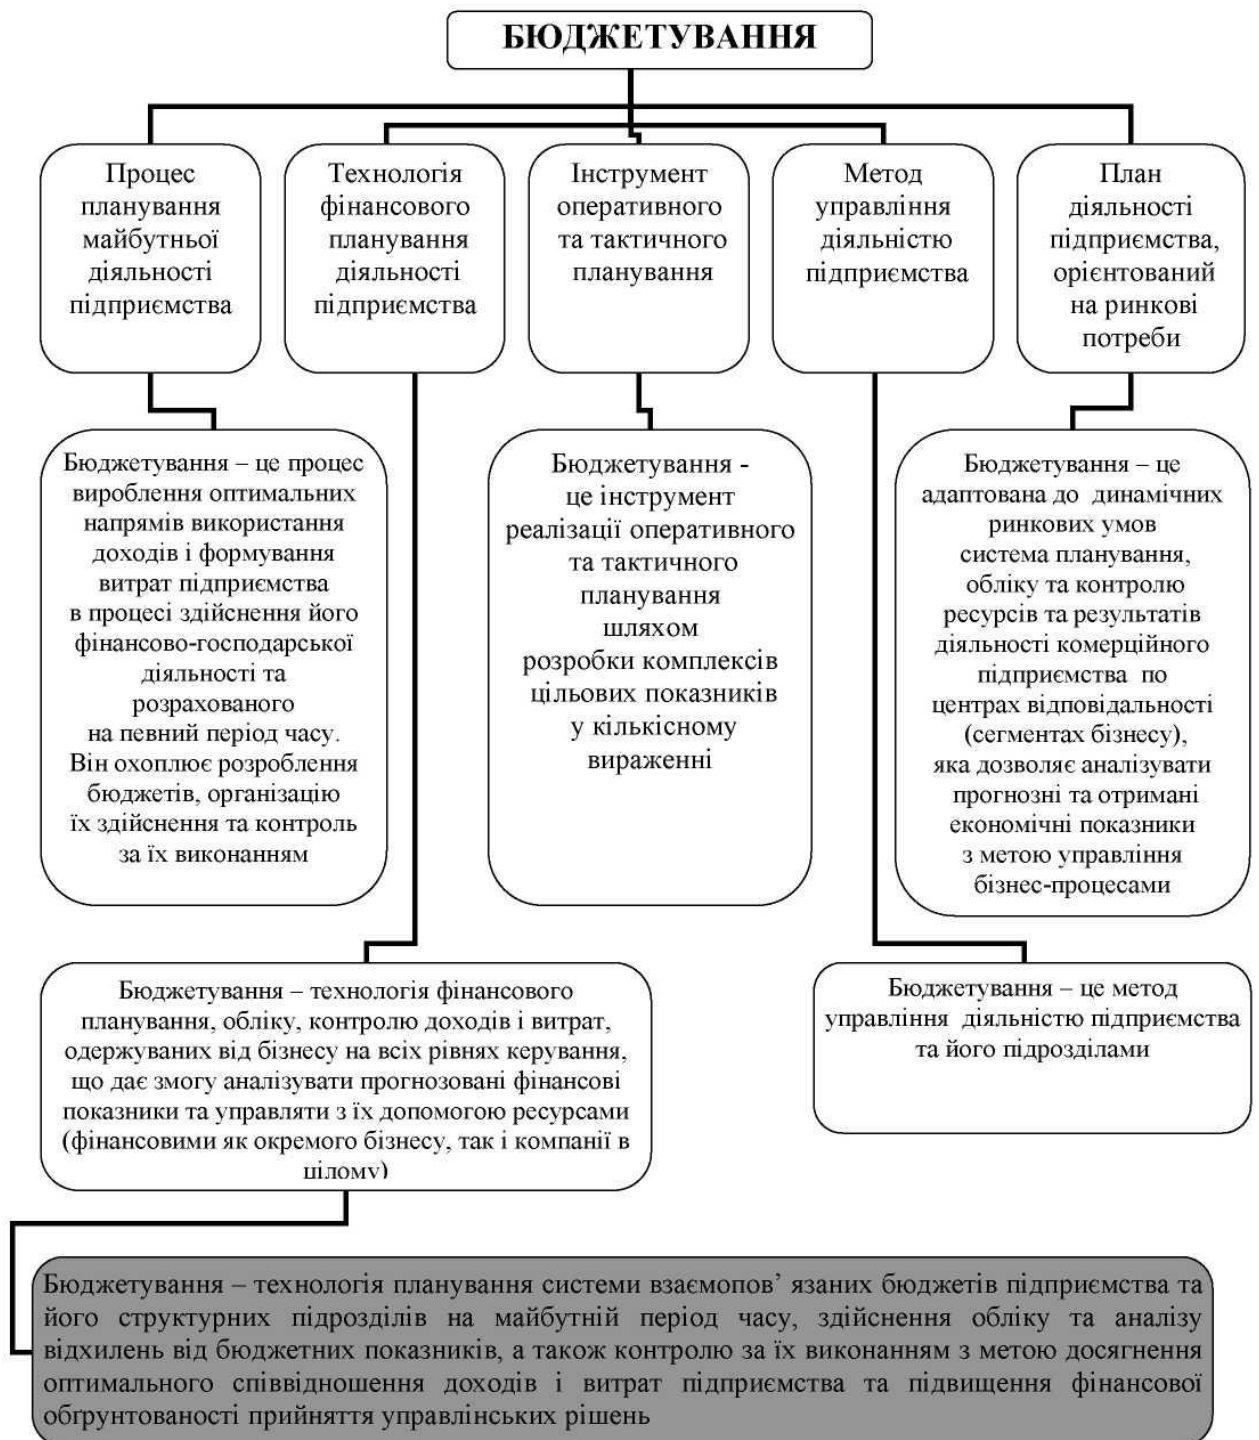 БЮДЖЕТУВАННЯ
Процес
планування
майбутньої
діяльності
підприємства
Технологія
фінансового
планування
діяльності
підприємства
Інструмент
оперативного
та тактичного
планування
Метод
управління
діяльністю
підприємства
План
діяльності
підприємства,
орієнтований
на ринкові
потреби
Бюджетування – це процес
вироблення оптимальних
напрямів використання
доходів і формування
витрат підприємства
в процесі здійснення його
фінансово-господарської
діяльності та
розрахованого
на певний період часу.
Він охоплює розроблення
бюджетів, організацію
їх здійснення та контроль
за їх виконанням
Бюджетування -
це інструмент
реалізації оперативного
та тактичного
планування
шляхом
розробки комплексів
цільових показників
у кількісному
вираженні
Бюджетування – це
адаптована до динамічних
ринкових умов
система планування,
обліку та контролю
ресурсів та результатів
діяльності комерційного
підприємства по
центрах відповідальності
(сегментах бізнесу),
яка дозволяє аналізувати
прогнозні та отримані
економічні показники
з метою управління
бізнес-процесами
Бюджетування – технологія фінансового
планування, обліку, контролю доходів і витрат,
одержуваних від бізнесу на всіх рівнях керування,
що дає змогу аналізувати прогнозовані фінансові
показники та управляти з їх допомогою ресурсами
(фінансовими як окремого бізнесу, так і компанії в
цілому)
Бюджетування – це метод
управління діяльністю підприємства
та його підрозділами
Бюджетування – технологія планування системи взаємопов’ язаних бюджетів підприємства та
його структурних підрозділів на майбутній період часу, здійснення обліку та аналізу
відхилень від бюджетних показників, а також контролю за їх виконанням з метою досягнення
оптимального співвідношення доходів і витрат підприємства та підвищення фінансової
обґрунтованості прийняття управлінських рішень